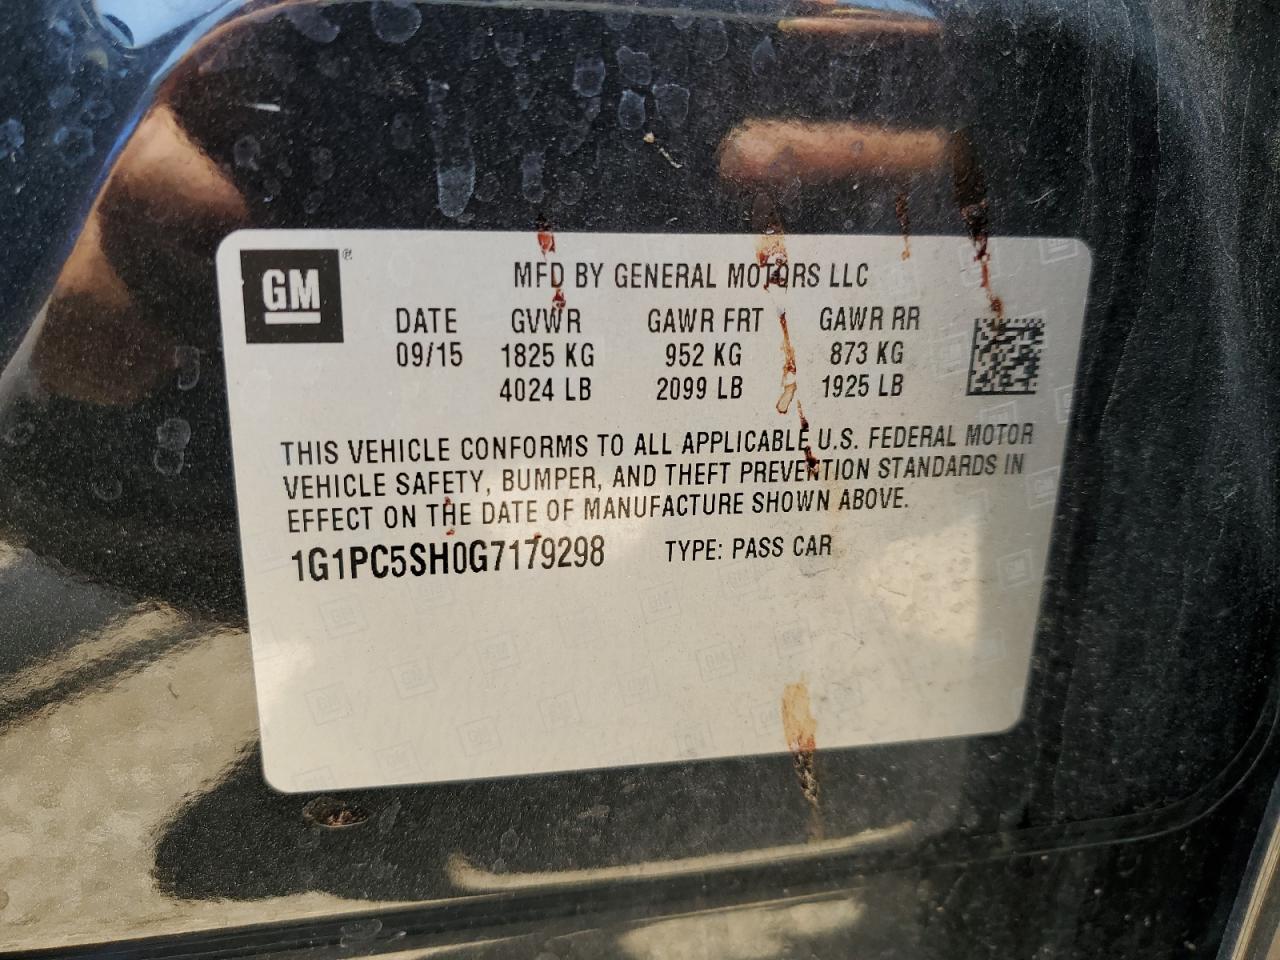 GM®
MFD BY GENERAL MOTORS LLC
DATE GVWR GAWR FRT GAWR RR
09/15 1825 KG 952 KG 873 KG
4024 LB 2099 LB 1925 LB
THIS VEHICLE CONFORMS TO ALL APPLICABLE U.S. FEDERAL MOTOR
VEHICLE SAFETY, BUMPER, AND THEFT PREVENTION STANDARDS IN
EFFECT ON THE DATE OF MANUFACTURE SHOWN ABOVE.
1G1PC5SH0G7179298 TYPE: PASS CAR